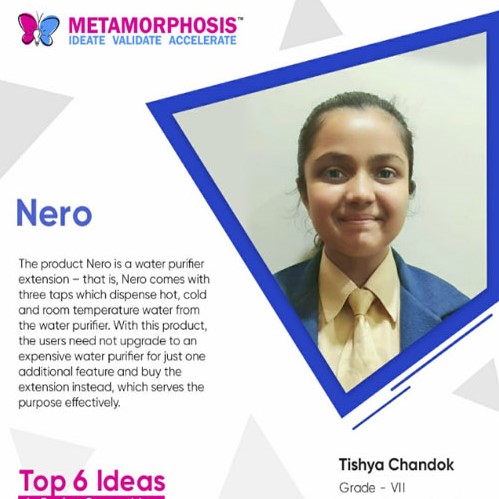 METAMORPHOSIS™
IDEATE VALIDATE ACCELERATE
Nero
The product Nero is a water purifier
extension – that is, Nero comes with
three taps which dispense hot, cold
and room temperature water from
the water purifier. With this product,
the users need not upgrade to an
expensive water purifier for just one
additional feature and buy the
extension instead, which serves the
purpose effectively.
Top 6 Ideas
Tishya Chandok
Grade - VII